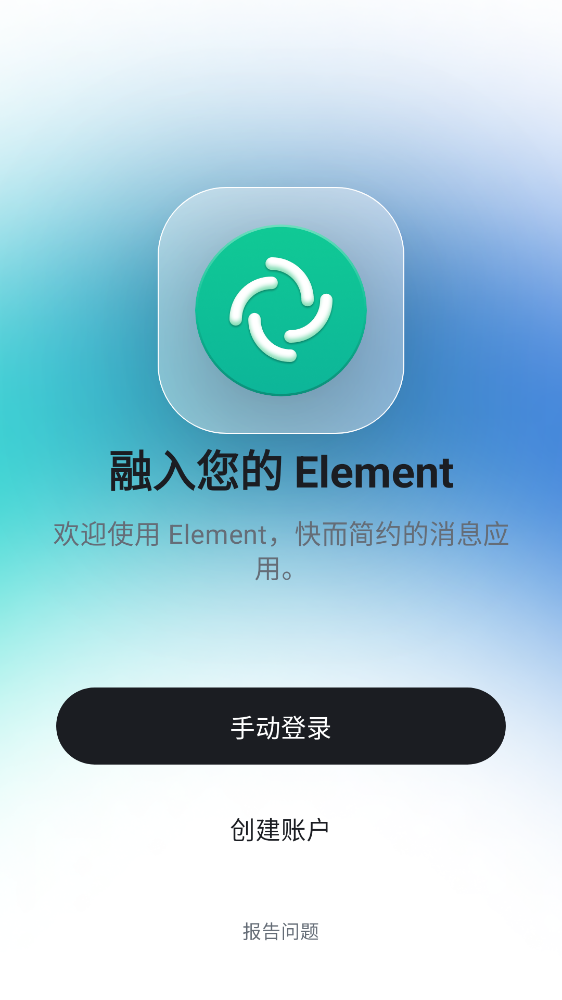 融入您的 Element
欢迎使用 Element，快而简约的消息应
用。
手动登录
创建账户
报告问题